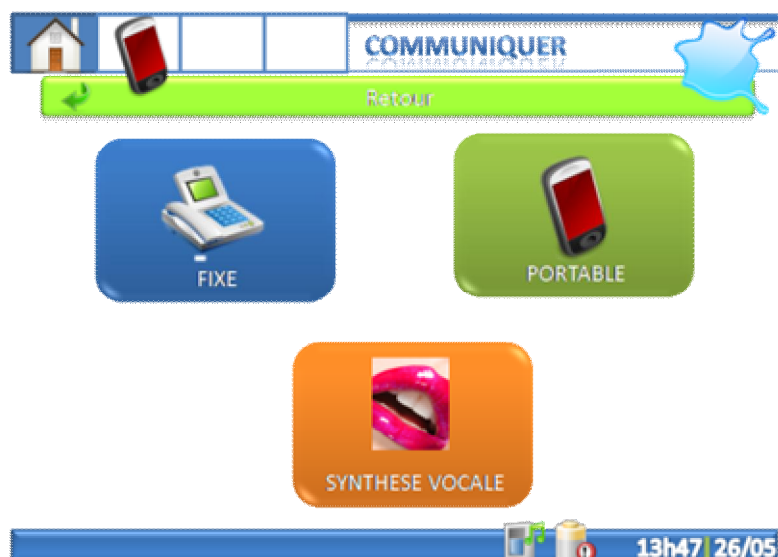 COMMUNIQUER
Retour
FIXE
PORTABLE
SYNTHESE VOCALE
13h47 26/05